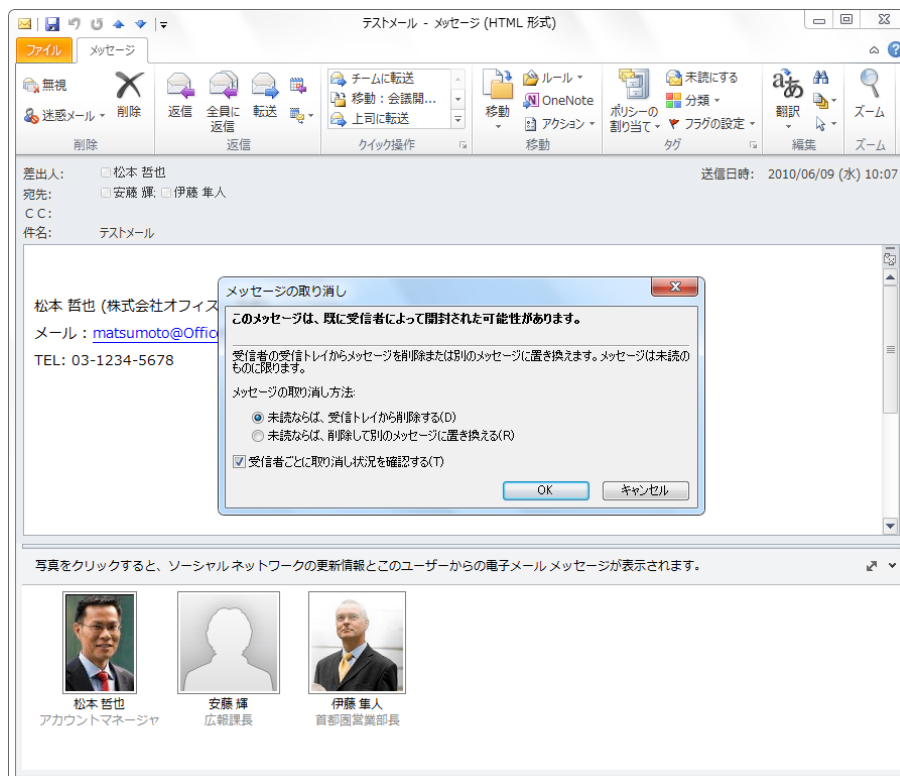 テストメール - メッセージ (HTML 形式)
ファイル メッセージ
無視
迷惑メール
削除
返信
全員に
返信
転送
チームに転送
移動:会議開...
上司に転送
移動
ルール
OneNote
アクション
ポリシーの
割り当て
未読にする
分類
フラグの設定
翻訳
ズーム
削除 返信 クイック操作 移動 タグ 編集 ズーム
差出人: 松本 哲也 送信日時: 2010/06/09 (水) 10:07
宛先: 安藤 輝; 伊藤 隼人
CC:
件名: テストメール
松本 哲也 (株式会社オフィス
メール : matsumoto@Offic
TEL: 03-1234-5678
メッセージの取り消し
このメッセージは、既に受信者によって開封された可能性があります。
受信者の受信トレイからメッセージを削除または別のメッセージに置き換えます。メッセージは未読の
ものに限ります。
メッセージの取り消し方法:
未読ならば、受信トレイから削除する(D)
未読ならば、削除して別のメッセージに置き換える(R)
受信者ごとに取り消し状況を確認する(T)
OK キャンセル
写真をクリックすると、ソーシャル ネットワークの更新情報とこのユーザーからの電子メール メッセージが表示されます。
松本 哲也 安藤 輝 伊藤 隼人
アカウントマネージャ 広報課長 首都圏営業部長